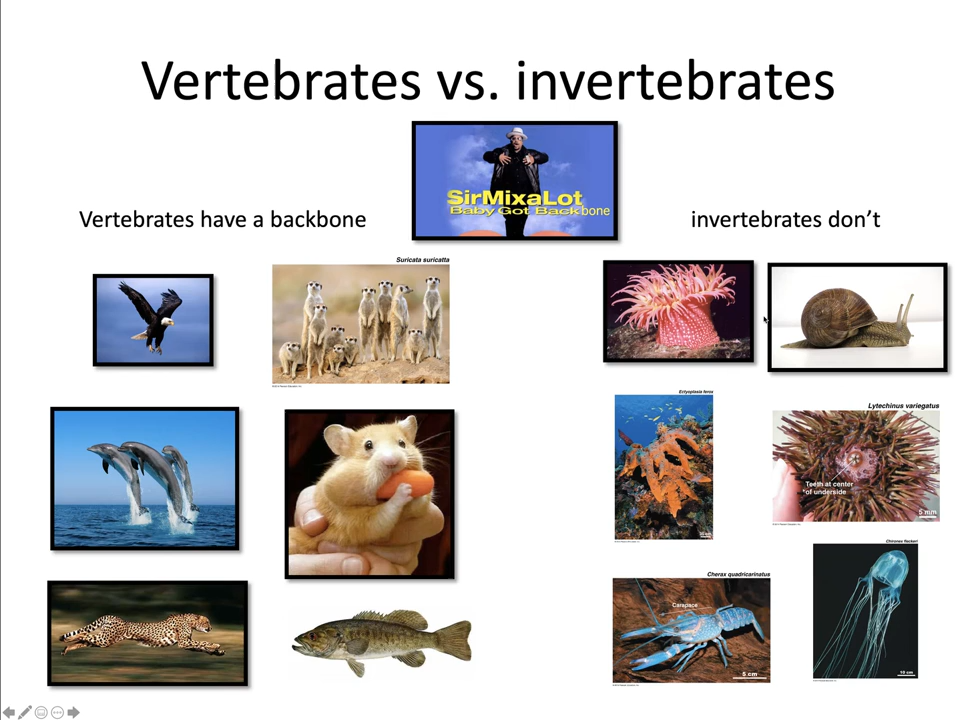 Vertebrates vs. invertebrates
SirMixaLot
Baby Got Backbone
Vertebrates have a backbone
invertebrates don't
Suricata suricatta
Ectyoplasia ferox
Lytechinus variegatus
Teeth at center
of underside
5 mm
Chironex fleckeri
Cherax quadricarinatus
Carapace
5 cm
10 cm